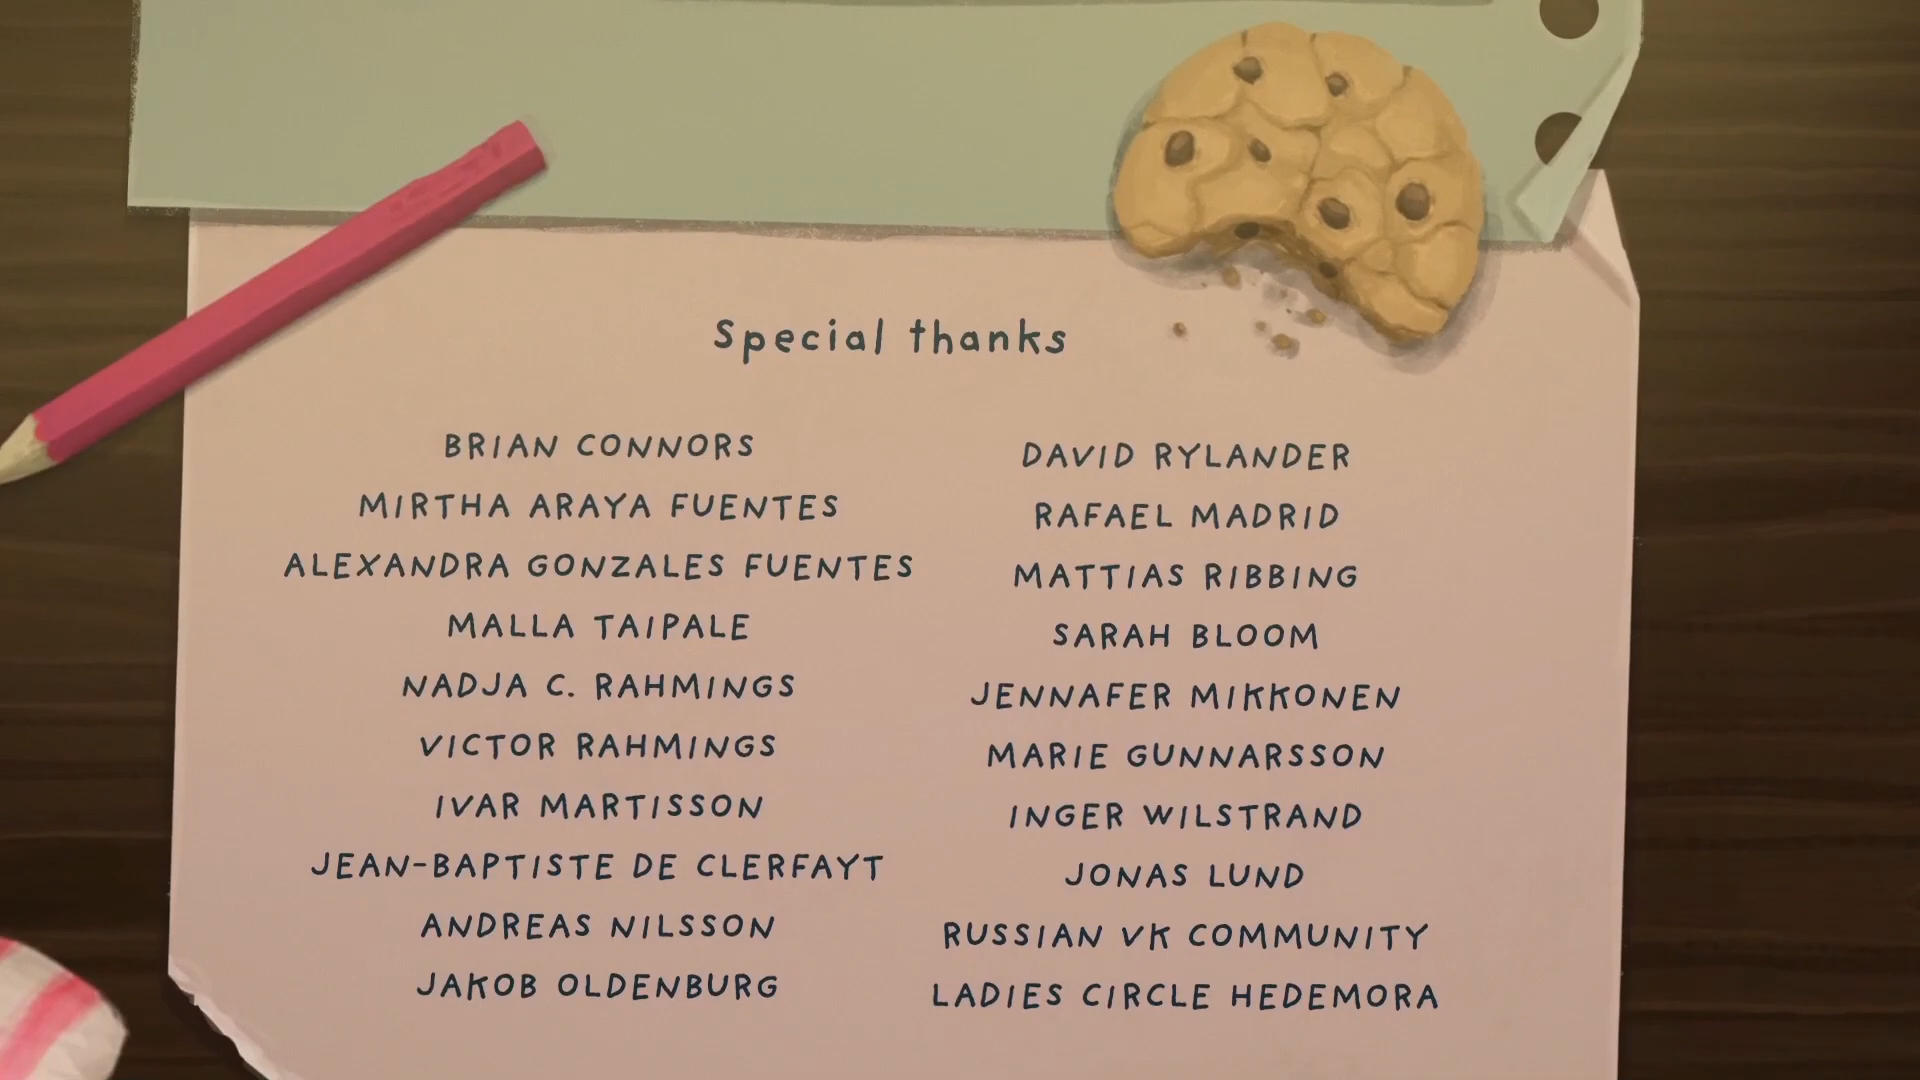 Special thanks
BRIAN CONNORS
MIRTHA ARAYA FUENTES
ALEXANDRA GONZALES FUENTES
MALLA TAIPALE
NADJA C. RAHMINGS
VICTOR RAHMINGS
IVAR MARTISSON
JEAN-BAPTISTE DE CLERFAYT
ANDREAS NILSSON
JAKOB OLDENBURG
DAVID RYLANDER
RAFAEL MADRID
MATTIAS RIBBING
SARAH BLOOM
JENNAFER MIKKONEN
MARIE GUNNARSSON
INGER WILSTRAND
JONAS LUND
RUSSIAN VK COMMUNITY
LADIES CIRCLE HEDEMORA